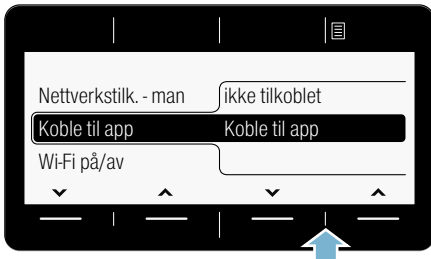 Nettverkstilk. - man ikke tilkoblet
Koble til app Koble til app
Wi-Fi på/av